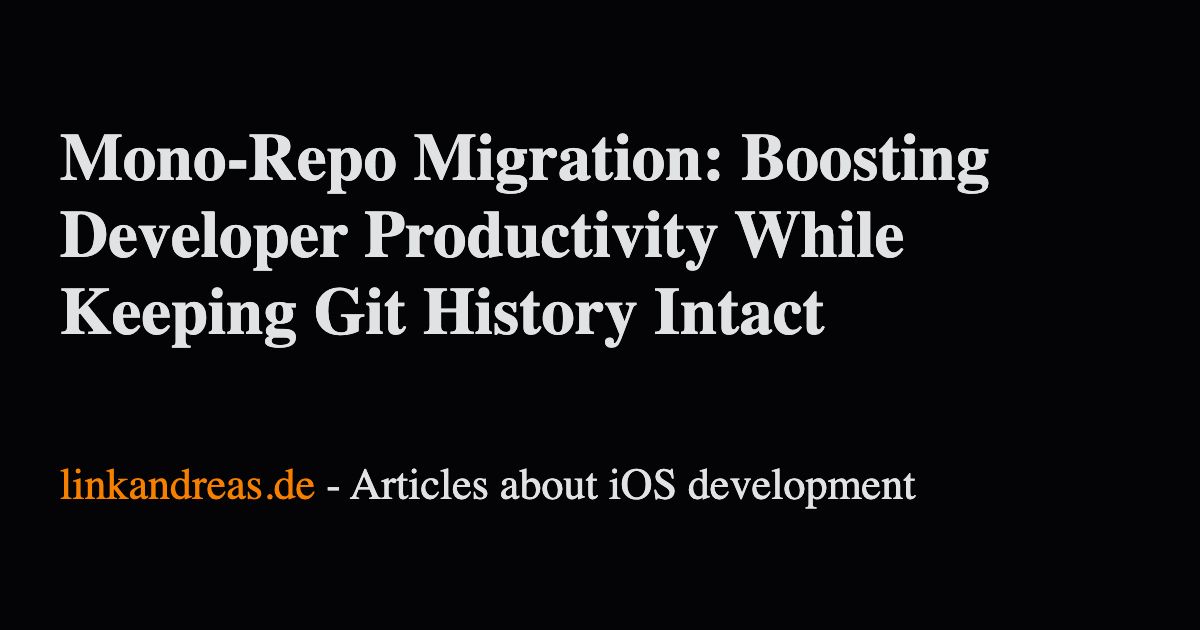 Mono-Repo Migration: Boosting
Developer Productivity While
Keeping Git History Intact
linkandreas.de - Articles about iOS development